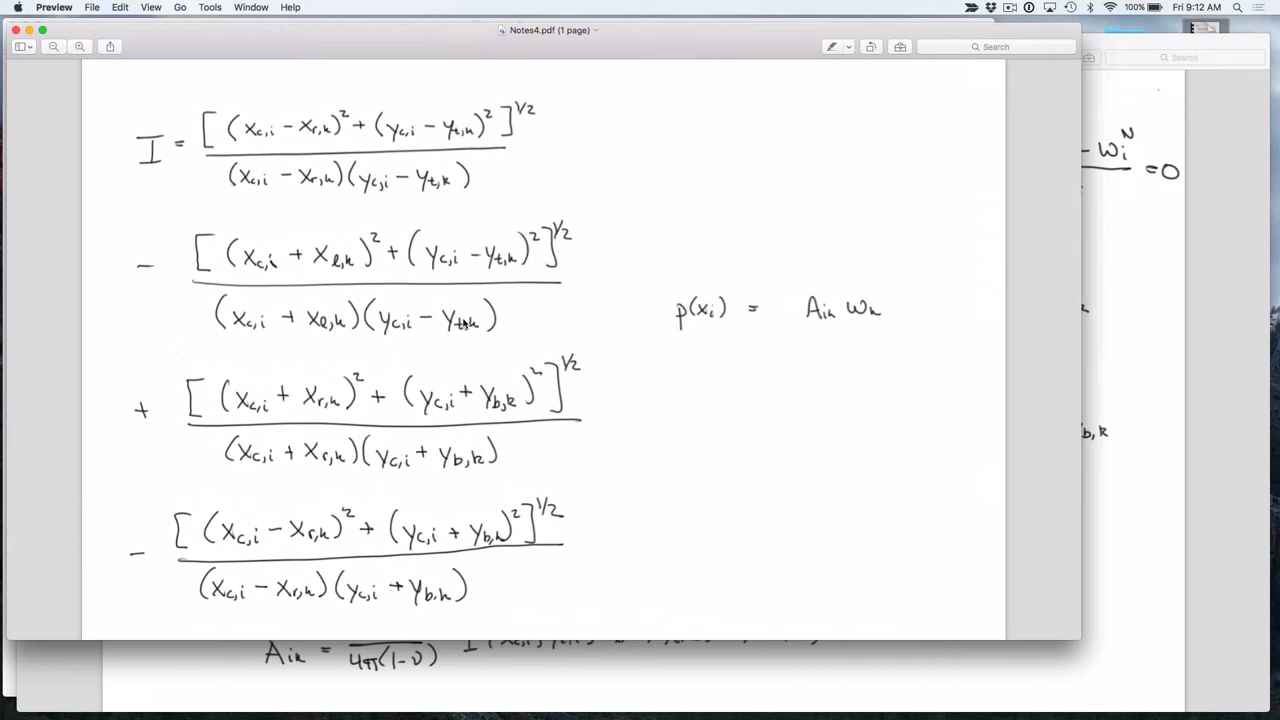 Preview File Edit View Go Tools Window Help 100% Fri 9:12 AM
Notes4.pdf (1 page)
Search
Search
I = [ (x_{c,i} - x_{r,k})^2 + (y_{c,i} - y_{t,k})^2 ]^{1/2}
(x_{c,i} - x_{r,k})(y_{c,i} - y_{t,k})
- w_i^N
= 0
- [ (x_{c,i} + x_{l,k})^2 + (y_{c,i} - y_{t,k})^2 ]^{1/2}
(x_{c,i} + x_{l,k})(y_{c,i} - y_{t,k})
p(x_i) = A_{ik} w_k
k
+ [ (x_{c,i} + x_{r,k})^2 + (y_{c,i} + y_{b,k})^2 ]^{1/2}
(x_{c,i} + x_{r,k})(y_{c,i} + y_{b,k})
b,k
- [ (x_{c,i} - x_{r,k})^2 + (y_{c,i} + y_{b,k})^2 ]^{1/2}
(x_{c,i} - x_{r,k})(y_{c,i} + y_{b,k})
A_{ik} =
4π(1-υ)